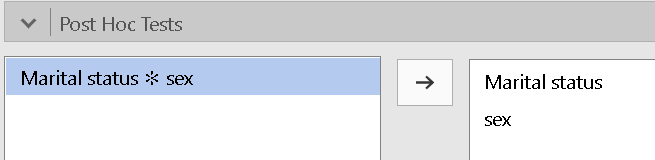 Post Hoc Tests
Marital status ✻ sex
Marital status
sex